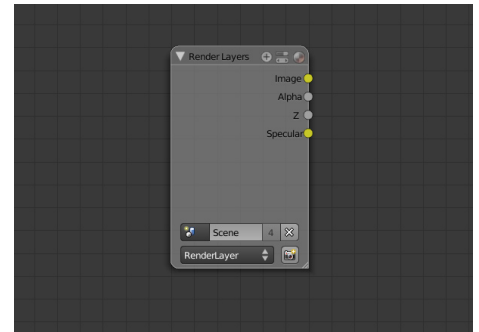 Render Layers
Image
Alpha
Z
Specular
Scene 4
RenderLayer